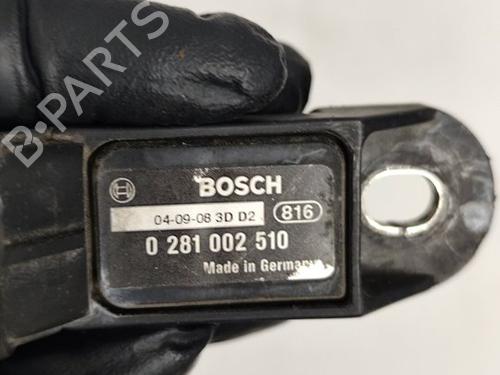 B-PARTS
BOSCH
04-09-08 3D D2 816
0 281 002 510
Made in Germany